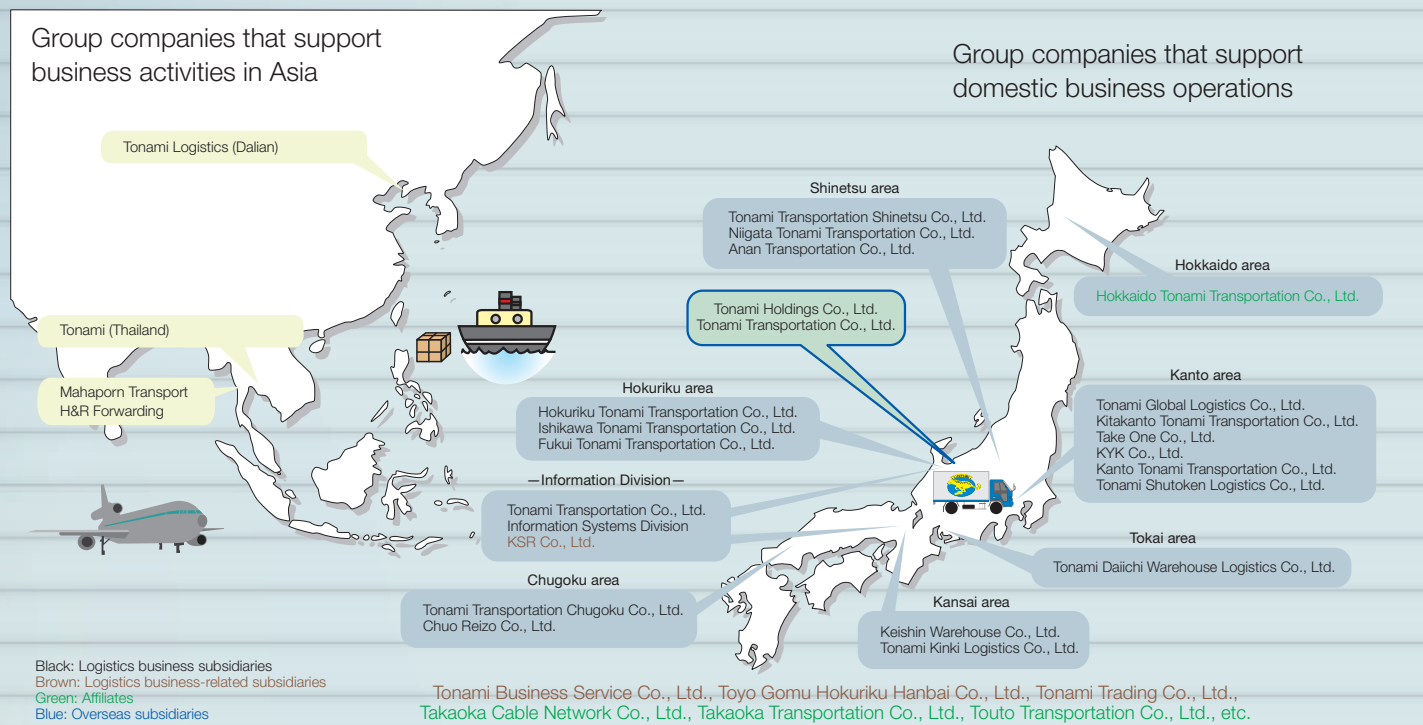 Group companies that support
business activities in Asia
Tonami Logistics (Dalian)
Tonami (Thailand)
Mahaporn Transport
H&R Forwarding
Group companies that support
domestic business operations
Shinetsu area
Tonami Transportation Shinetsu Co., Ltd.
Niigata Tonami Transportation Co., Ltd.
Anan Transportation Co., Ltd.
Hokkaido area
Hokkaido Tonami Transportation Co., Ltd.
Tonami Holdings Co., Ltd.
Tonami Transportation Co., Ltd.
Hokuriku area
Hokuriku Tonami Transportation Co., Ltd.
Ishikawa Tonami Transportation Co., Ltd.
Fukui Tonami Transportation Co., Ltd.
Kanto area
Tonami Global Logistics Co., Ltd.
Kitakanto Tonami Transportation Co., Ltd.
Take One Co., Ltd.
KYK Co., Ltd.
Kanto Tonami Transportation Co., Ltd.
Tonami Shutoken Logistics Co., Ltd.
—Information Division—
Tonami Transportation Co., Ltd.
Information Systems Division
KSR Co., Ltd.
Tokai area
Tonami Daiichi Warehouse Logistics Co., Ltd.
Chugoku area
Tonami Transportation Chugoku Co., Ltd.
Chuo Reizo Co., Ltd.
Kansai area
Keishin Warehouse Co., Ltd.
Tonami Kinki Logistics Co., Ltd.
Black: Logistics business subsidiaries
Brown: Logistics business-related subsidiaries
Green: Affiliates
Blue: Overseas subsidiaries
Tonami Business Service Co., Ltd., Toyo Gomu Hokuriku Hanbai Co., Ltd., Tonami Trading Co., Ltd.,
Takaoka Cable Network Co., Ltd., Takaoka Transportation Co., Ltd., Touto Transportation Co., Ltd., etc.